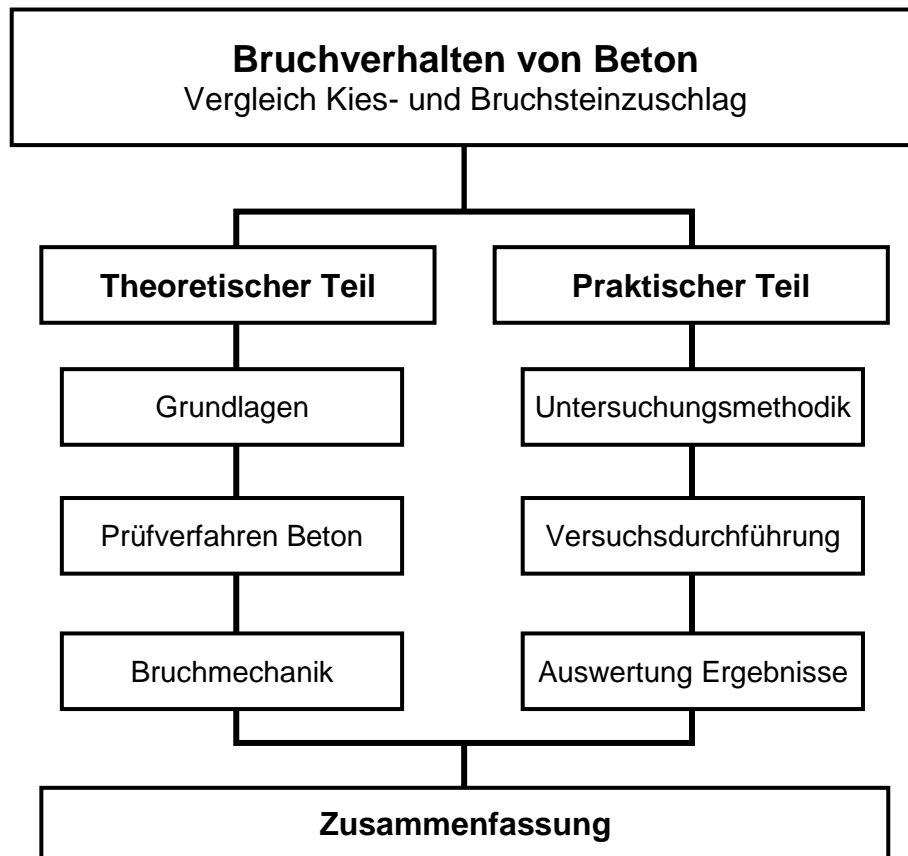 Bruchverhalten von Beton
Vergleich Kies- und Bruchsteinzuschlag
Theoretischer Teil
Grundlagen
Prüfverfahren Beton
Bruchmechanik
Praktischer Teil
Untersuchungsmethodik
Versuchsdurchführung
Auswertung Ergebnisse
Zusammenfassung